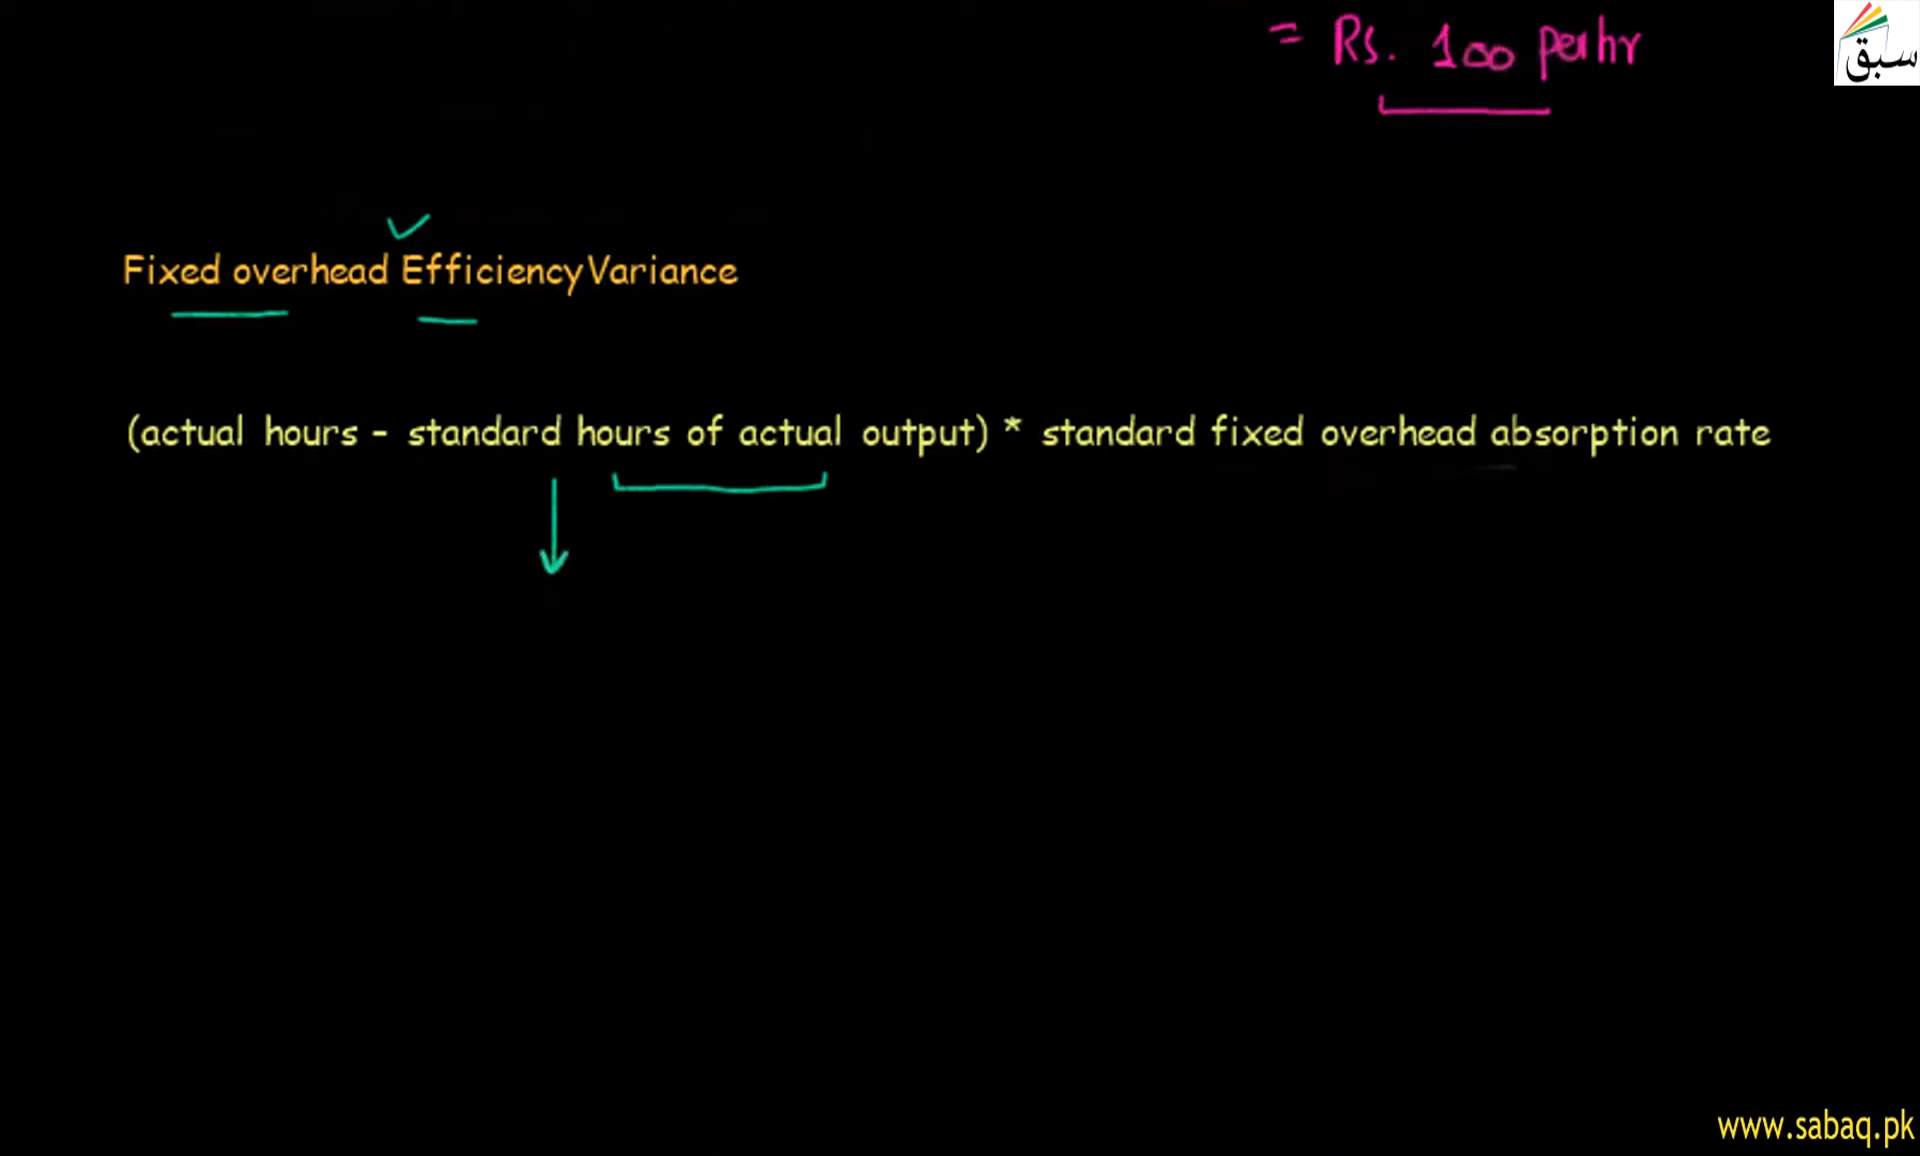 = Rs. 100 per hr
سبق
Fixed overhead Efficiency Variance
(actual hours - standard hours of actual output) * standard fixed overhead absorption rate
www.sabaq.pk